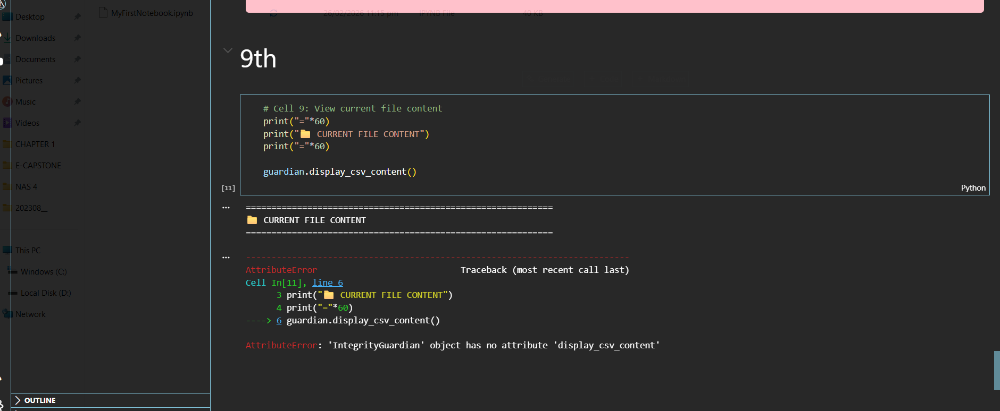 Desktop
Downloads
Documents
Pictures
Music
Videos
CHAPTER 1
E-CAPSTONE
NAS 4
202308__
This PC
Windows (C:)
Local Disk (D:)
Network
OUTLINE
MyFirstNotebook.ipynb
26/02/2026 11:15 pm IPYNB File 40 KB
9th
# Cell 9: View current file content
print("="*60)
print("📁 CURRENT FILE CONTENT")
print("="*60)
guardian.display_csv_content()
[11]
Python
============================================================
📁 CURRENT FILE CONTENT
============================================================
---------------------------------------------------------------------------
AttributeError Traceback (most recent call last)
Cell In[11], line 6
3 print("📁 CURRENT FILE CONTENT")
4 print("="*60)
----> 6 guardian.display_csv_content()
AttributeError: 'IntegrityGuardian' object has no attribute 'display_csv_content'